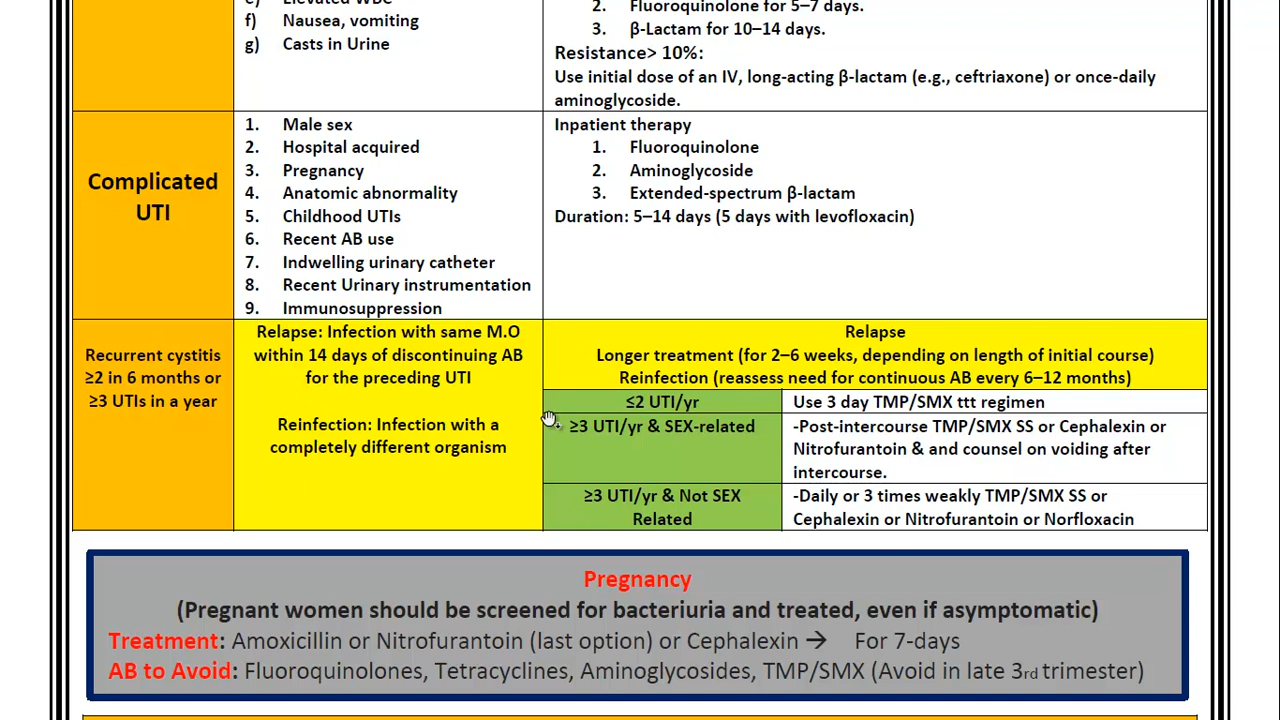 e) Elevated WBC
f) Nausea, vomiting
g) Casts in Urine
2. Fluoroquinolone for 5–7 days.
3. β-Lactam for 10–14 days.
Resistance> 10%:
Use initial dose of an IV, long-acting β-lactam (e.g., ceftriaxone) or once-daily
aminoglycoside.
Complicated
UTI
1. Male sex
2. Hospital acquired
3. Pregnancy
4. Anatomic abnormality
5. Childhood UTIs
6. Recent AB use
7. Indwelling urinary catheter
8. Recent Urinary instrumentation
9. Immunosuppression
Inpatient therapy
1. Fluoroquinolone
2. Aminoglycoside
3. Extended-spectrum β-lactam
Duration: 5–14 days (5 days with levofloxacin)
Recurrent cystitis
≥2 in 6 months or
≥3 UTIs in a year
Relapse: Infection with same M.O
within 14 days of discontinuing AB
for the preceding UTI
Reinfection: Infection with a
completely different organism
Relapse
Longer treatment (for 2–6 weeks, depending on length of initial course)
Reinfection (reassess need for continuous AB every 6–12 months)
≤2 UTI/yr
Use 3 day TMP/SMX ttt regimen
≥3 UTI/yr & SEX-related
-Post-intercourse TMP/SMX SS or Cephalexin or
Nitrofurantoin & and counsel on voiding after
intercourse.
≥3 UTI/yr & Not SEX
Related
-Daily or 3 times weakly TMP/SMX SS or
Cephalexin or Nitrofurantoin or Norfloxacin
Pregnancy
(Pregnant women should be screened for bacteriuria and treated, even if asymptomatic)
Treatment: Amoxicillin or Nitrofurantoin (last option) or Cephalexin → For 7-days
AB to Avoid: Fluoroquinolones, Tetracyclines, Aminoglycosides, TMP/SMX (Avoid in late 3rd trimester)